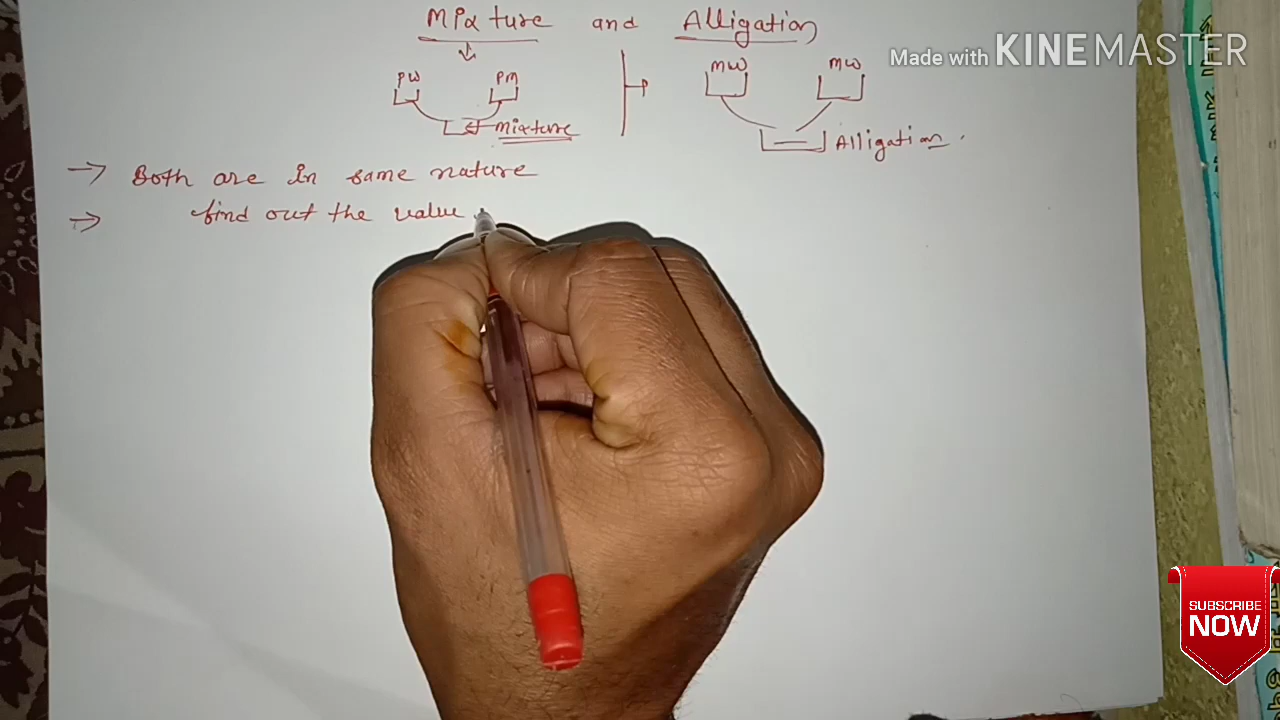 Mixture and Alligation
Made with KINEMASTER
PW PM
MW MW
Mixture
Alligation.
→ Both are in same nature
→ find out the value
SUBSCRIBE
NOW